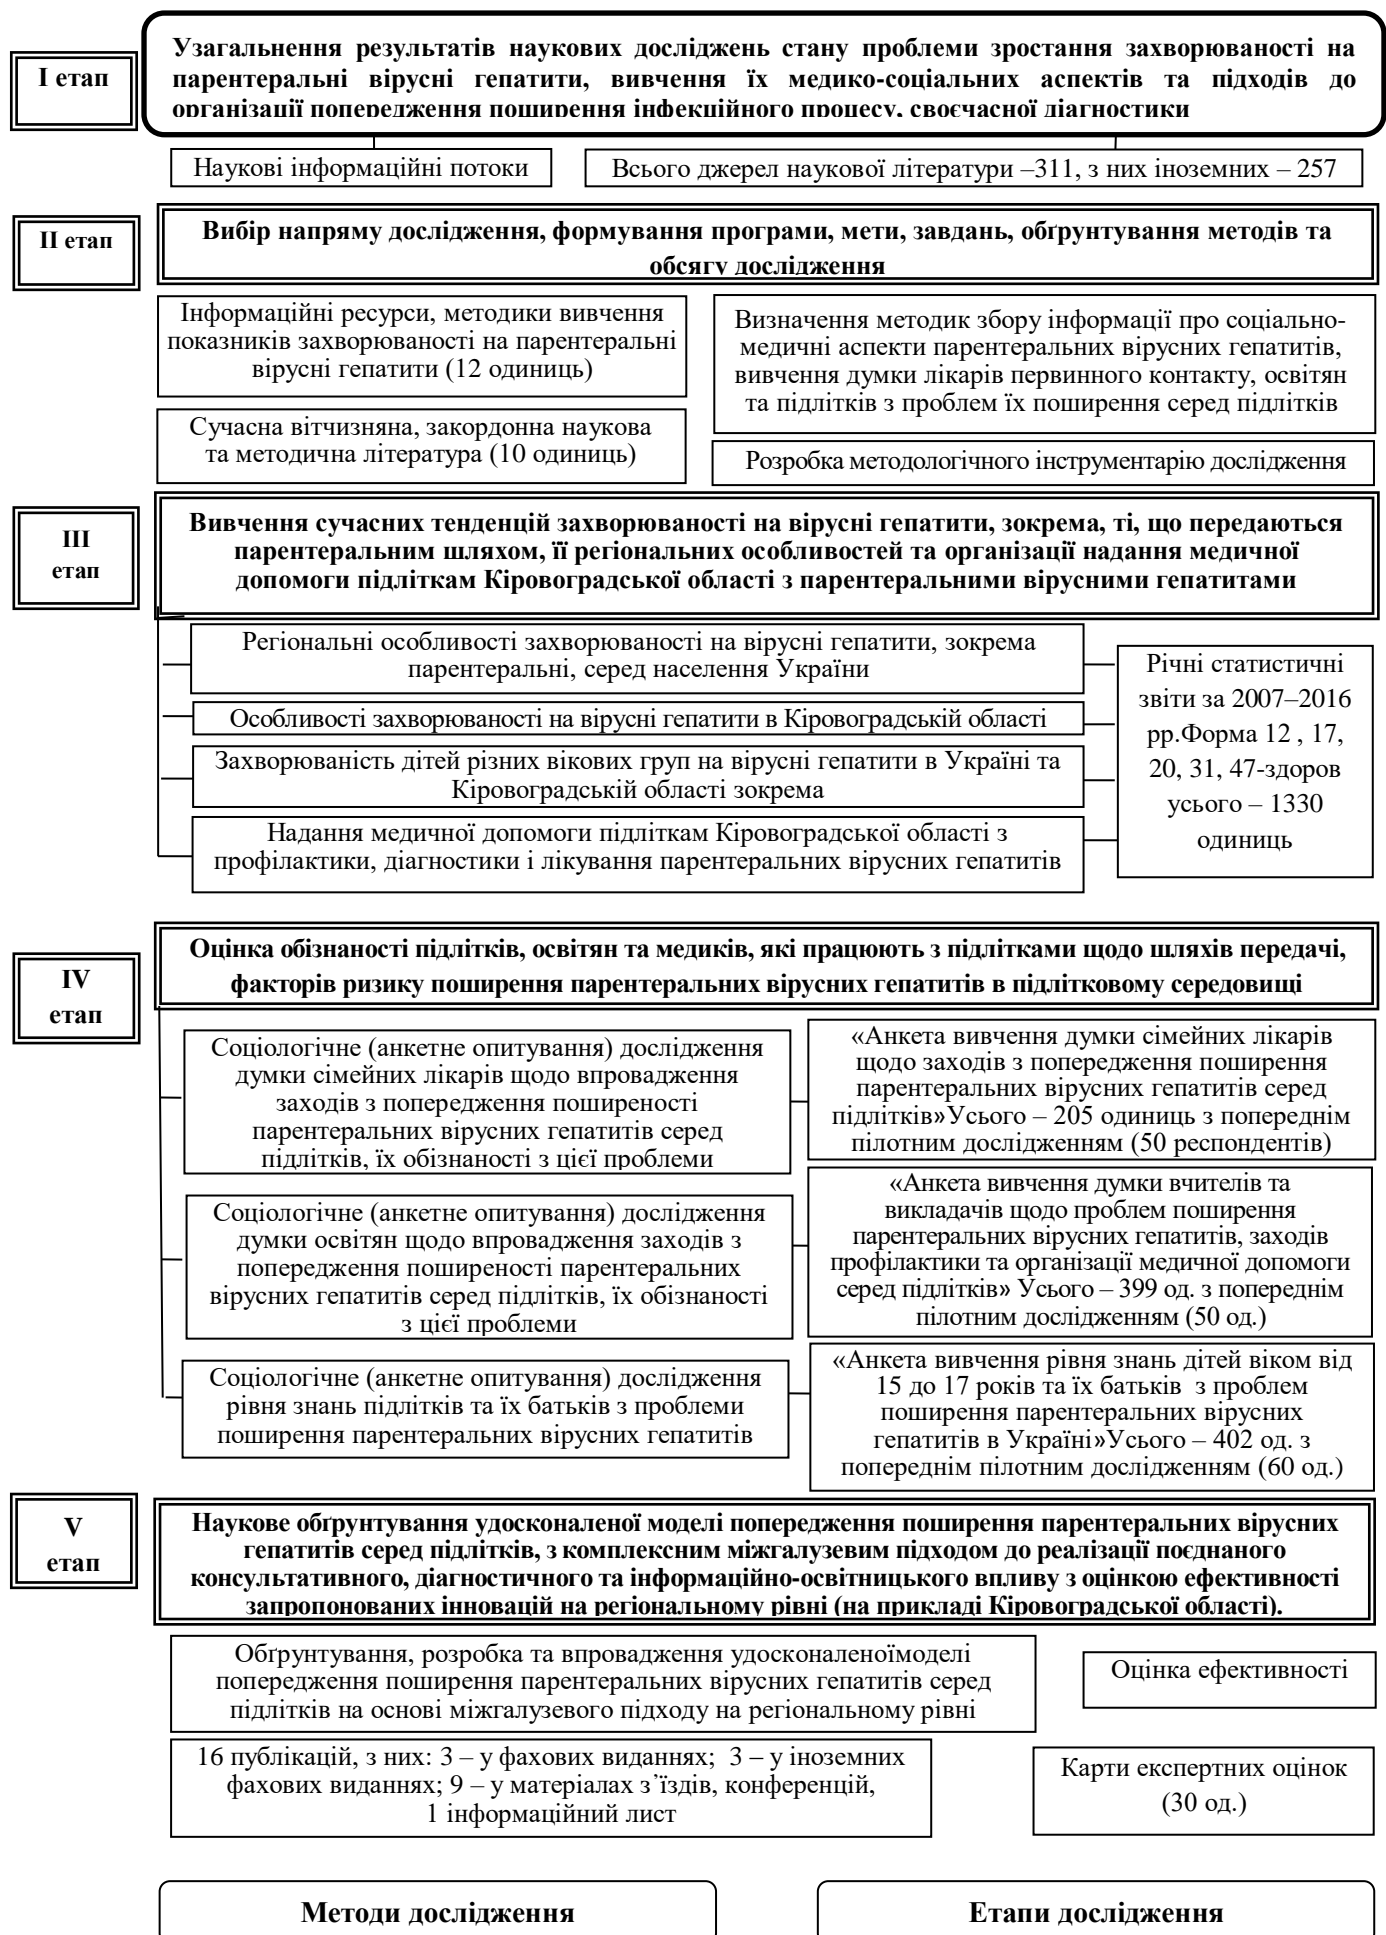 І етап
Узагальнення результатів наукових досліджень стану проблеми зростання захворюваності на
парентеральні вірусні гепатити, вивчення їх медико-соціальних аспектів та підходів до
організації попередження поширення інфекційного процесу, своєчасної діагностики
Наукові інформаційні потоки
Всього джерел наукової літератури –311, з них іноземних – 257
ІІ етап
Вибір напряму дослідження, формування програми, мети, завдань, обґрунтування методів та
обсягу дослідження
Інформаційні ресурси, методики вивчення
показників захворюваності на парентеральні
вірусні гепатити (12 одиниць)
Сучасна вітчизняна, закордонна наукова
та методична література (10 одиниць)
Визначення методик збору інформації про соціально-
медичні аспекти парентеральних вірусних гепатитів,
вивчення думки лікарів первинного контакту, освітян
та підлітків з проблем їх поширення серед підлітків
Розробка методологічного інструментарію дослідження
ІІІ
етап
Вивчення сучасних тенденцій захворюваності на вірусні гепатити, зокрема, ті, що передаються
парентеральним шляхом, її регіональних особливостей та організації надання медичної
допомоги підліткам Кіровоградської області з парентеральними вірусними гепатитами
Регіональні особливості захворюваності на вірусні гепатити, зокрема
парентеральні, серед населення України
Особливості захворюваності на вірусні гепатити в Кіровоградській області
Захворюваність дітей різних вікових груп на вірусні гепатити в Україні та
Кіровоградській області зокрема
Надання медичної допомоги підліткам Кіровоградської області з
профілактики, діагностики і лікування парентеральних вірусних гепатитів
Річні статистичні
звіти за 2007–2016
рр.Форма 12 , 17,
20, 31, 47-здоров
усього – 1330
одиниць
IV
етап
Оцінка обізнаності підлітків, освітян та медиків, які працюють з підлітками щодо шляхів передачі,
факторів ризику поширення парентеральних вірусних гепатитів в підлітковому середовищі
Соціологічне (анкетне опитування) дослідження
думки сімейних лікарів щодо впровадження
заходів з попередження поширеності
парентеральних вірусних гепатитів серед
підлітків, їх обізнаності з цієї проблеми
«Анкета вивчення думки сімейних лікарів
щодо заходів з попередження поширення
парентеральних вірусних гепатитів серед
підлітків»Усього – 205 одиниць з попереднім
пілотним дослідженням (50 респондентів)
Соціологічне (анкетне опитування) дослідження
думки освітян щодо впровадження заходів з
попередження поширеності парентеральних
вірусних гепатитів серед підлітків, їх обізнаності
з цієї проблеми
«Анкета вивчення думки вчителів та
викладачів щодо проблем поширення
парентеральних вірусних гепатитів, заходів
профілактики та організації медичної допомоги
серед підлітків» Усього – 399 од. з попереднім
пілотним дослідженням (50 од.)
Соціологічне (анкетне опитування) дослідження
рівня знань підлітків та їх батьків з проблеми
поширення парентеральних вірусних гепатитів
«Анкета вивчення рівня знань дітей віком від
15 до 17 років та їх батьків з проблем
поширення парентеральних вірусних
гепатитів в Україні»Усього – 402 од. з
попереднім пілотним дослідженням (60 од.)
V
етап
Наукове обґрунтування удосконаленої моделі попередження поширення парентеральних вірусних
гепатитів серед підлітків, з комплексним міжгалузевим підходом до реалізації поєднаного
консультативного, діагностичного та інформаційно-освітницького впливу з оцінкою ефективності
запропонованих інновацій на регіональному рівні (на прикладі Кіровоградської області).
Обґрунтування, розробка та впровадження удосконаленоїмоделі
попередження поширення парентеральних вірусних гепатитів серед
підлітків на основі міжгалузевого підходу на регіональному рівні
Оцінка ефективності
16 публікацій, з них: 3 – у фахових виданнях; 3 – у іноземних
фахових виданнях; 9 – у матеріалах з’їздів, конференцій,
1 інформаційний лист
Карти експертних оцінок
(30 од.)
Методи дослідження
Етапи дослідження